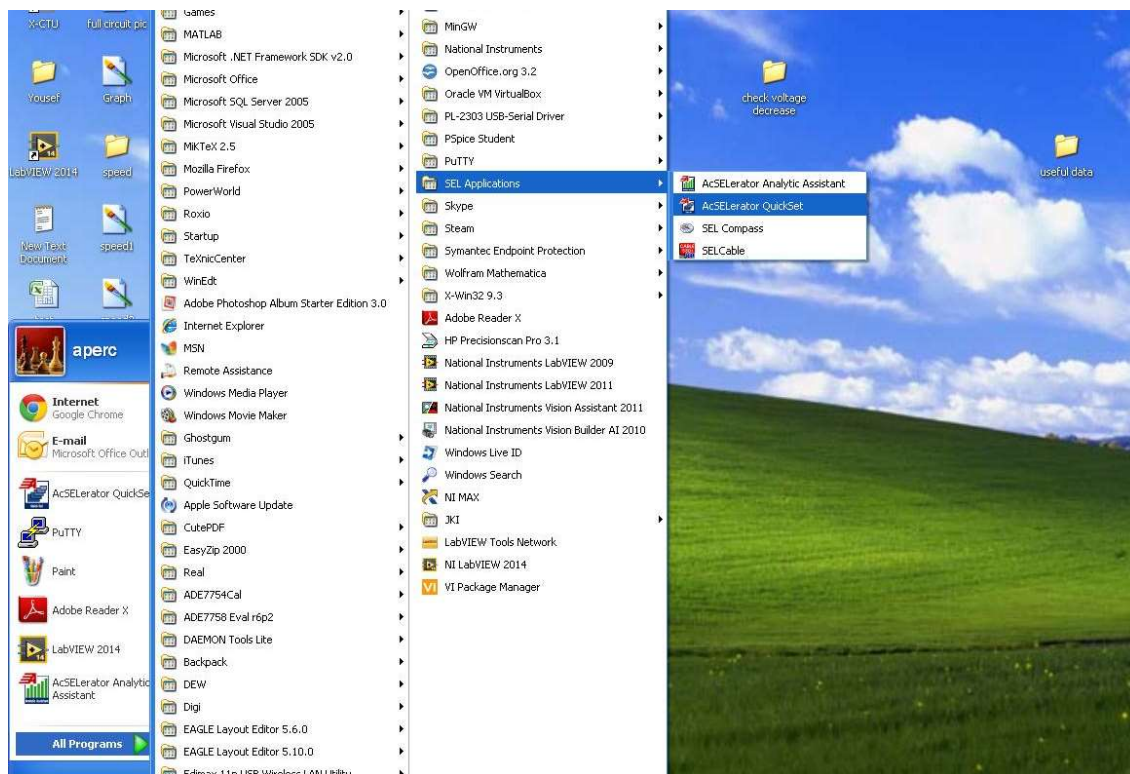 X-CTU
full circuit pic
Yousef
Graph
LabVIEW 2014
speed
New Text
Document
speed1
aperc
Internet
Google Chrome
E-mail
Microsoft Office Outl
AcSELerator QuickSe
PuTTY
Paint
Adobe Reader X
LabVIEW 2014
AcSELerator Analytic
Assistant
All Programs
Games
MATLAB
Microsoft .NET Framework SDK v2.0
Microsoft Office
Microsoft SQL Server 2005
Microsoft Visual Studio 2005
MiKTeX 2.5
Mozilla Firefox
PowerWorld
Roxio
Startup
TeXnicCenter
WinEdt
Adobe Photoshop Album Starter Edition 3.0
Internet Explorer
MSN
Remote Assistance
Windows Media Player
Windows Movie Maker
Ghostgum
iTunes
QuickTime
Apple Software Update
CutePDF
EasyZip 2000
Real
ADE7754Cal
ADE7758 Eval r6p2
DAEMON Tools Lite
Backpack
DEW
Digi
EAGLE Layout Editor 5.6.0
EAGLE Layout Editor 5.10.0
Edimax 11n USB Wireless LAN Utility
MinGW
National Instruments
OpenOffice.org 3.2
Oracle VM VirtualBox
PL-2303 USB-Serial Driver
PSpice Student
PuTTY
SEL Applications
Skype
Steam
Symantec Endpoint Protection
Wolfram Mathematica
X-Win32 9.3
Adobe Reader X
HP Precisionscan Pro 3.1
National Instruments LabVIEW 2009
National Instruments LabVIEW 2011
National Instruments Vision Assistant 2011
National Instruments Vision Builder AI 2010
Windows Live ID
Windows Search
NI MAX
JKI
LabVIEW Tools Network
NI LabVIEW 2014
VI Package Manager
AcSELerator Analytic Assistant
AcSELerator QuickSet
SEL Compass
SELCable
check voltage
decrease
useful data